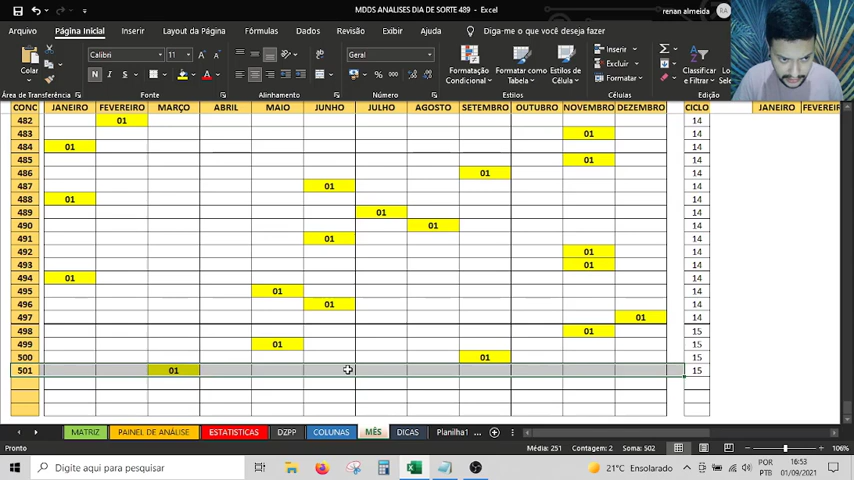 MDDS ANALISES DIA DE SORTE 489 - Excel
renan almeida
RA
Arquivo Página Inicial Inserir Layout da Página Fórmulas Dados Revisão Exibir Ajuda Diga-me o que você deseja fazer
Colar
Calibri 11
N I S
Geral
Formatação Condicional
Formatar como Tabela
Estilos de Célula
Inserir
Excluir
Formatar
Classificar e Filtrar
Área de Transferência Fonte Alinhamento Número Estilos Células
CONC JANEIRO FEVEREIRO MARÇO ABRIL MAIO JUNHO JULHO AGOSTO SETEMBRO OUTUBRO NOVEMBRO DEZEMBRO CICLO JANEIRO FEVEREIR
482 01 14
483 01 14
484 01 14
485 01 14
486 01 14
487 01 14
488 01 14
489 01 14
490 01 14
491 01 14
492 01 14
493 01 14
494 01 14
495 01 14
496 01 14
497 01 14
498 01 15
499 01 15
500 01 15
501 01 15
MATRIZ PAINEL DE ANÁLISE ESTATISTICAS DZPP COLUNAS MÊS DICAS Planilha1 ...
Pronto Média: 251 Contagem: 2 Soma: 502 106%
Digite aqui para pesquisar
21°C Ensolarado
POR
PTB
16:53
01/09/2021